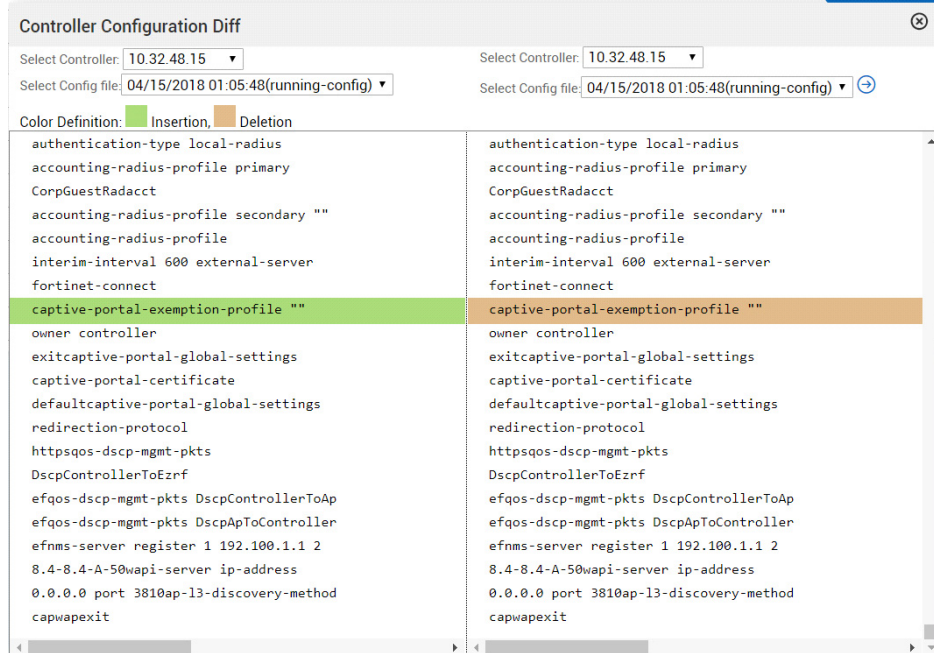 Controller Configuration Diff
Select Controller: 10.32.48.15
Select Config file: 04/15/2018 01:05:48(running-config)
Select Controller: 10.32.48.15
Select Config file: 04/15/2018 01:05:48(running-config)
Color Definition: Insertion, Deletion
authentication-type local-radius
accounting-radius-profile primary
CorpGuestRadacct
accounting-radius-profile secondary ""
accounting-radius-profile
interim-interval 600 external-server
fortinet-connect
captive-portal-exemption-profile ""
owner controller
exitcaptive-portal-global-settings
captive-portal-certificate
defaultcaptive-portal-global-settings
redirection-protocol
httpsqos-dscp-mgmt-pkts
DscpControllerToEzrf
efqos-dscp-mgmt-pkts DscpControllerToAp
efqos-dscp-mgmt-pkts DscpApToController
efnms-server register 1 192.100.1.1 2
8.4-8.4-A-50wapi-server ip-address
0.0.0.0 port 3810ap-l3-discovery-method
capwapexit
authentication-type local-radius
accounting-radius-profile primary
CorpGuestRadacct
accounting-radius-profile secondary ""
accounting-radius-profile
interim-interval 600 external-server
fortinet-connect
captive-portal-exemption-profile ""
owner controller
exitcaptive-portal-global-settings
captive-portal-certificate
defaultcaptive-portal-global-settings
redirection-protocol
httpsqos-dscp-mgmt-pkts
DscpControllerToEzrf
efqos-dscp-mgmt-pkts DscpControllerToAp
efqos-dscp-mgmt-pkts DscpApToController
efnms-server register 1 192.100.1.1 2
8.4-8.4-A-50wapi-server ip-address
0.0.0.0 port 3810ap-l3-discovery-method
capwapexit